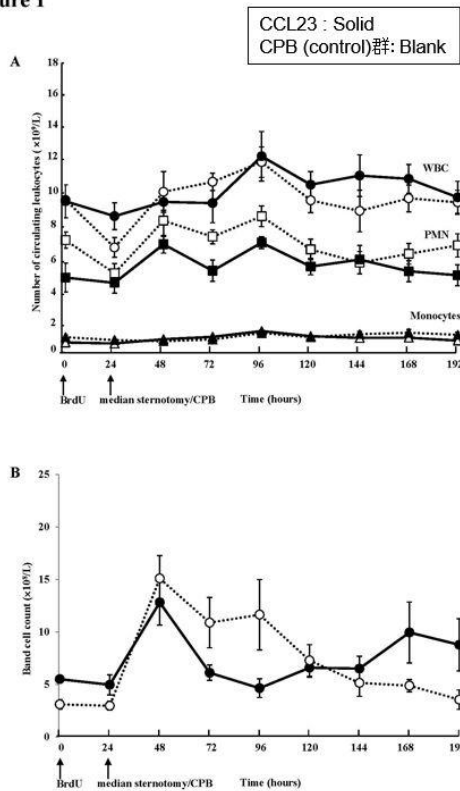 CCL23 : Solid
CPB (control)群: Blank
A
Number of circulating leukocytes (×10⁹/L)
18
16
14
12
10
8
6
4
2
0
WBC
PMN
Monocytes
0 24 48 72 96 120 144 168 192
BrdU median sternotomy/CPB Time (hours)
B
Band cell count (×10⁹/L)
25
20
15
10
5
0
0 24 48 72 96 120 144 168 192
BrdU median sternotomy/CPB Time (hours)